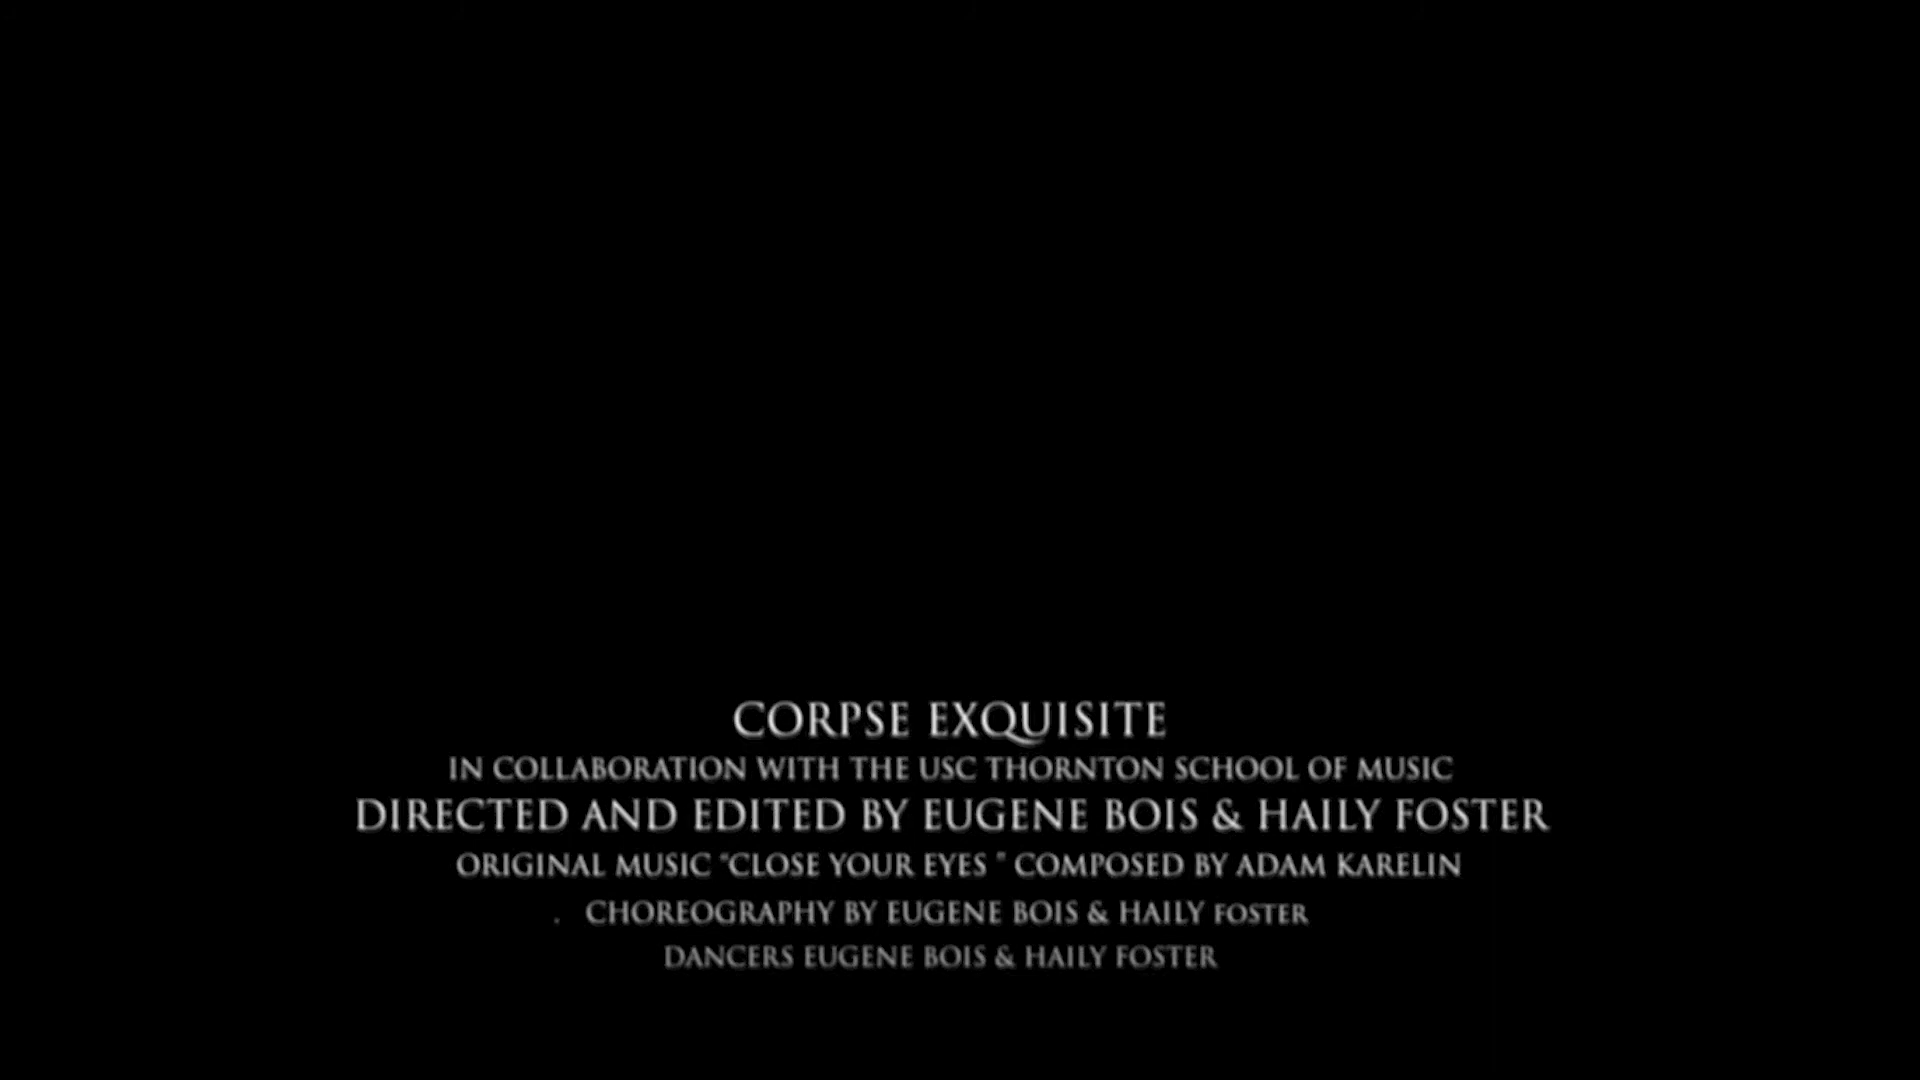 CORPSE EXQUISITE
IN COLLABORATION WITH THE USC THORNTON SCHOOL OF MUSIC
DIRECTED AND EDITED BY EUGENE BOIS & HAILY FOSTER
ORIGINAL MUSIC “CLOSE YOUR EYES " COMPOSED BY ADAM KARELIN
. CHOREOGRAPHY BY EUGENE BOIS & HAILY FOSTER
DANCERS EUGENE BOIS & HAILY FOSTER